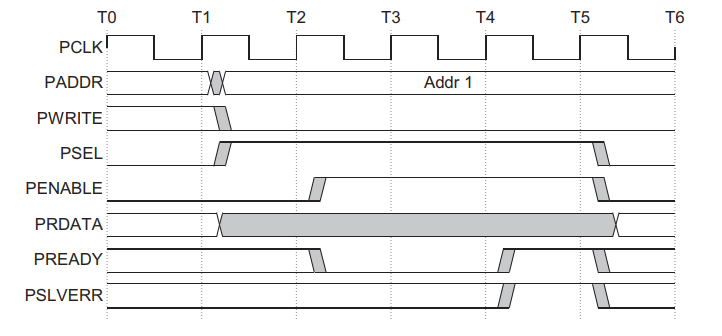 T0 T1 T2 T3 T4 T5 T6
PCLK
PADDR Addr 1
PWRITE
PSEL
PENABLE
PRDATA
PREADY
PSLVERR